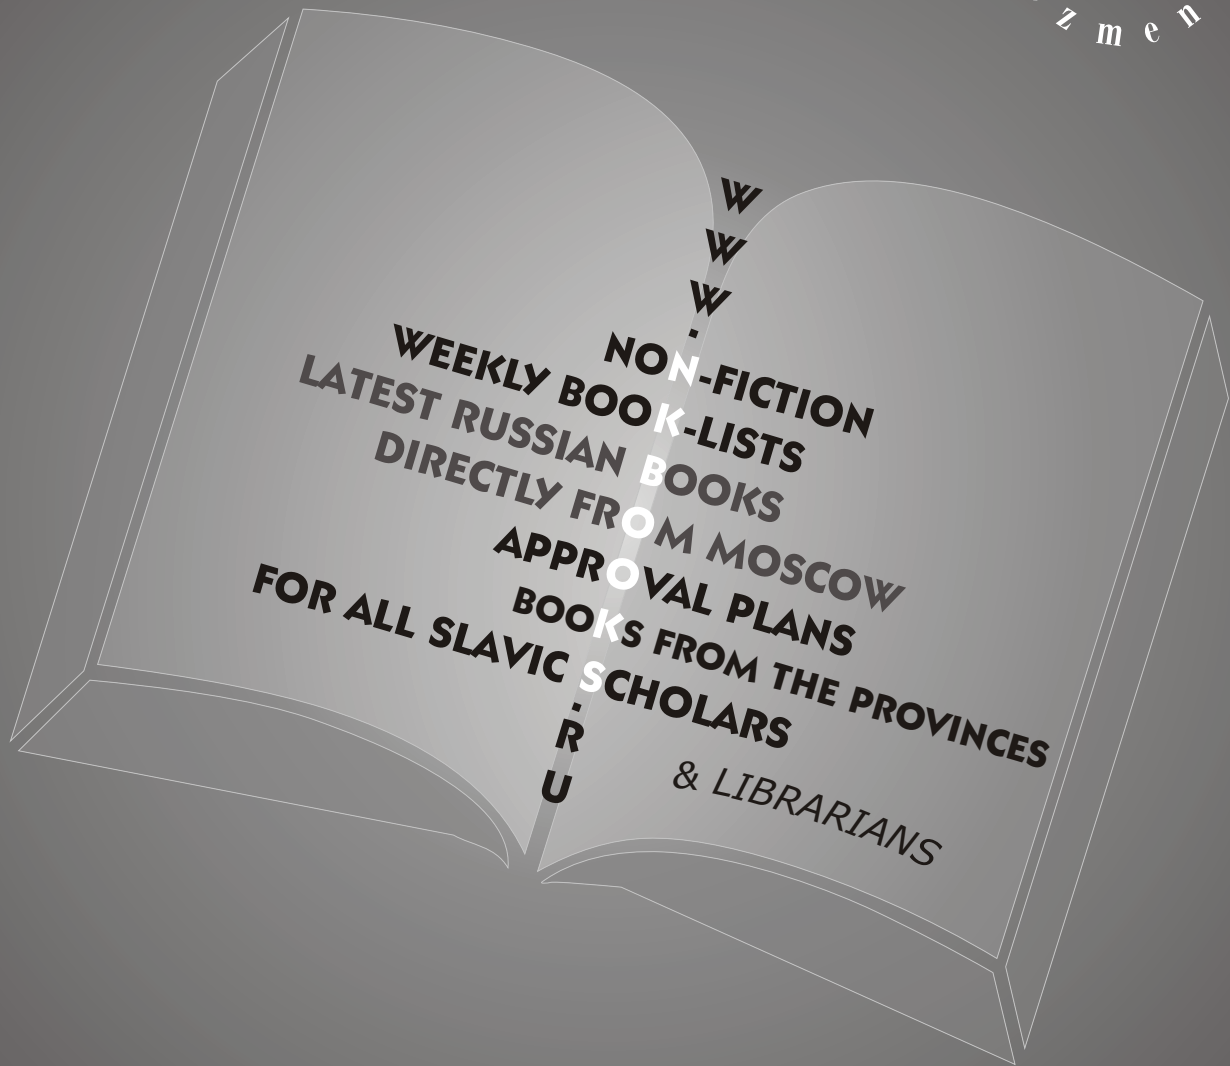 zmen
W
W
W
.
NON-FICTION
WEEKLY BOOK-LISTS
LATEST RUSSIAN BOOKS
DIRECTLY FROM MOSCOW
APPROVAL PLANS
BOOKS FROM THE PROVINCES
FOR ALL SLAVIC SCHOLARS
.
R
U
& LIBRARIANS